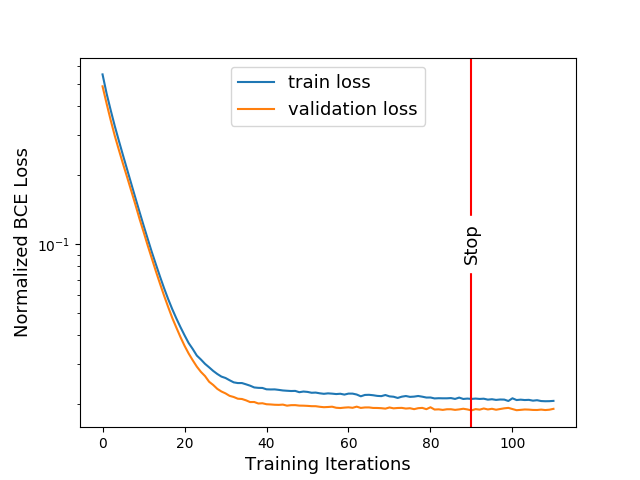 train loss
validation loss
Normalized BCE Loss
10⁻¹
Stop
0 20 40 60 80 100
Training Iterations